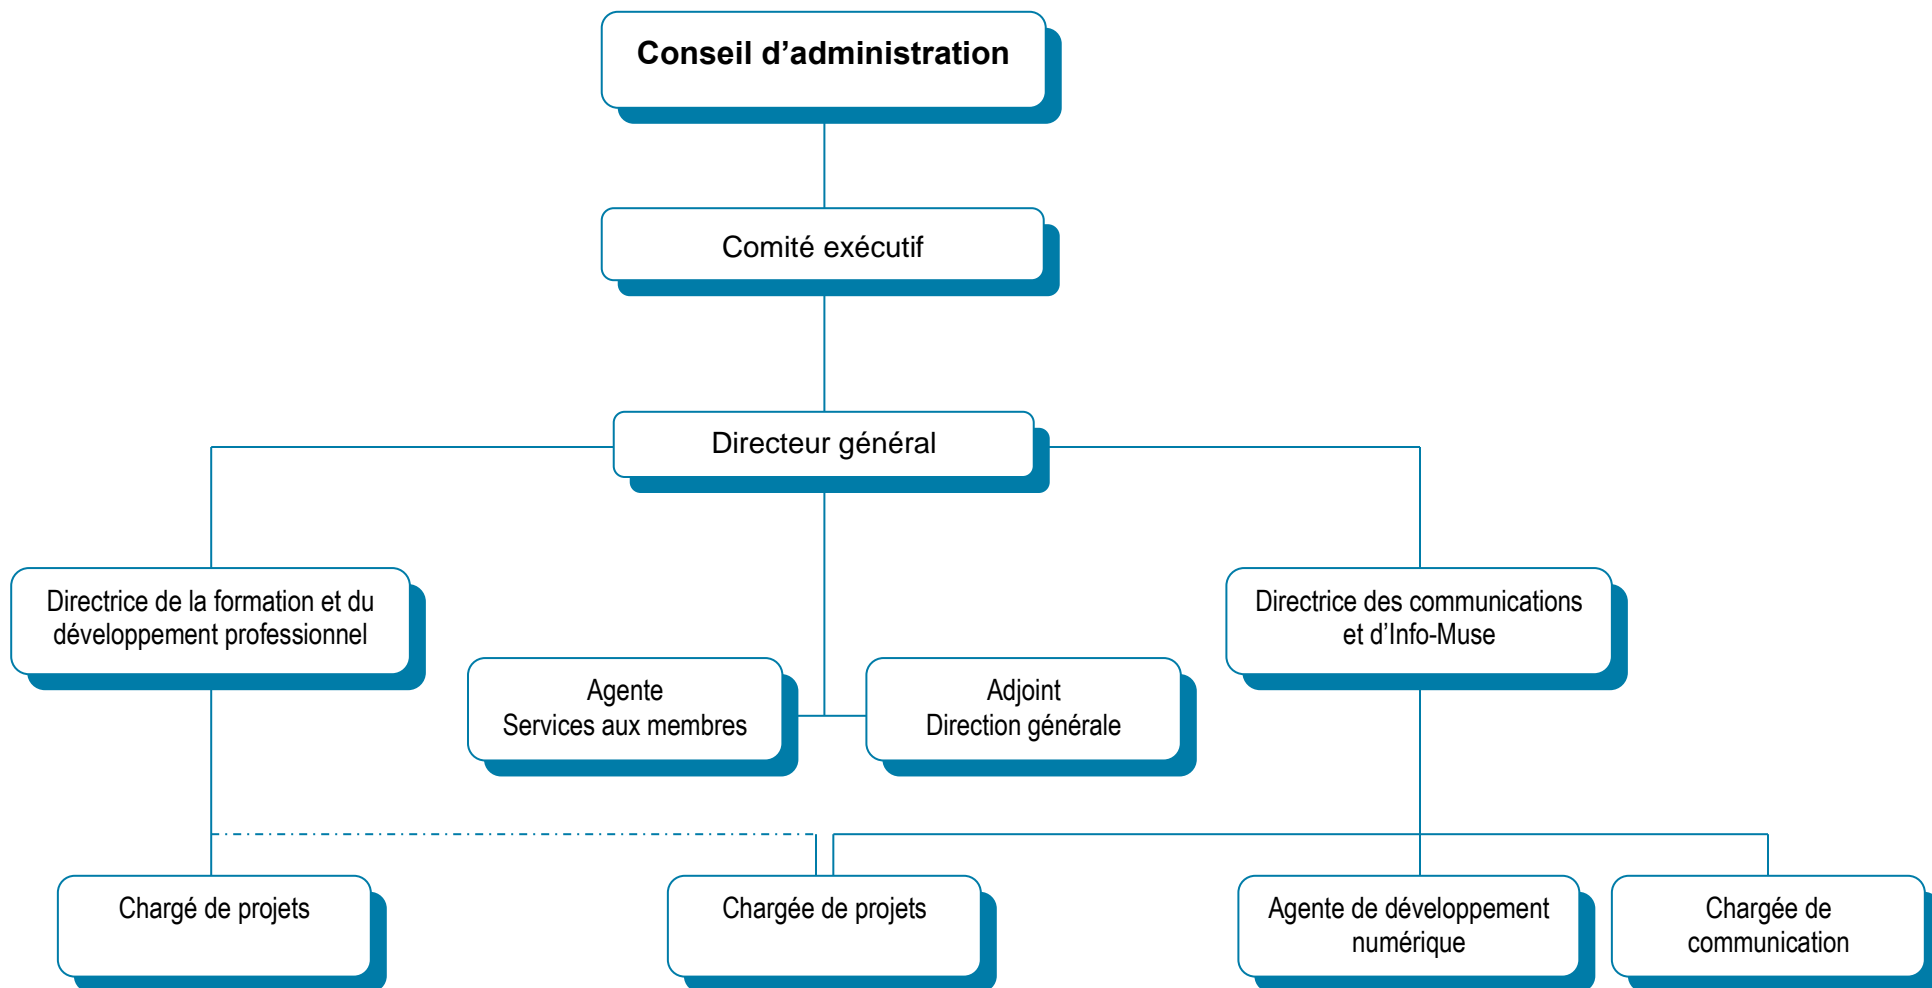 Conseil d’administration
Comité exécutif
Directeur général
Directrice de la formation et du
développement professionnel
Directrice des communications
et d’Info-Muse
Agente
Services aux membres
Adjoint
Direction générale
Chargé de projets
Chargée de projets
Agente de développement
numérique
Chargée de
communication